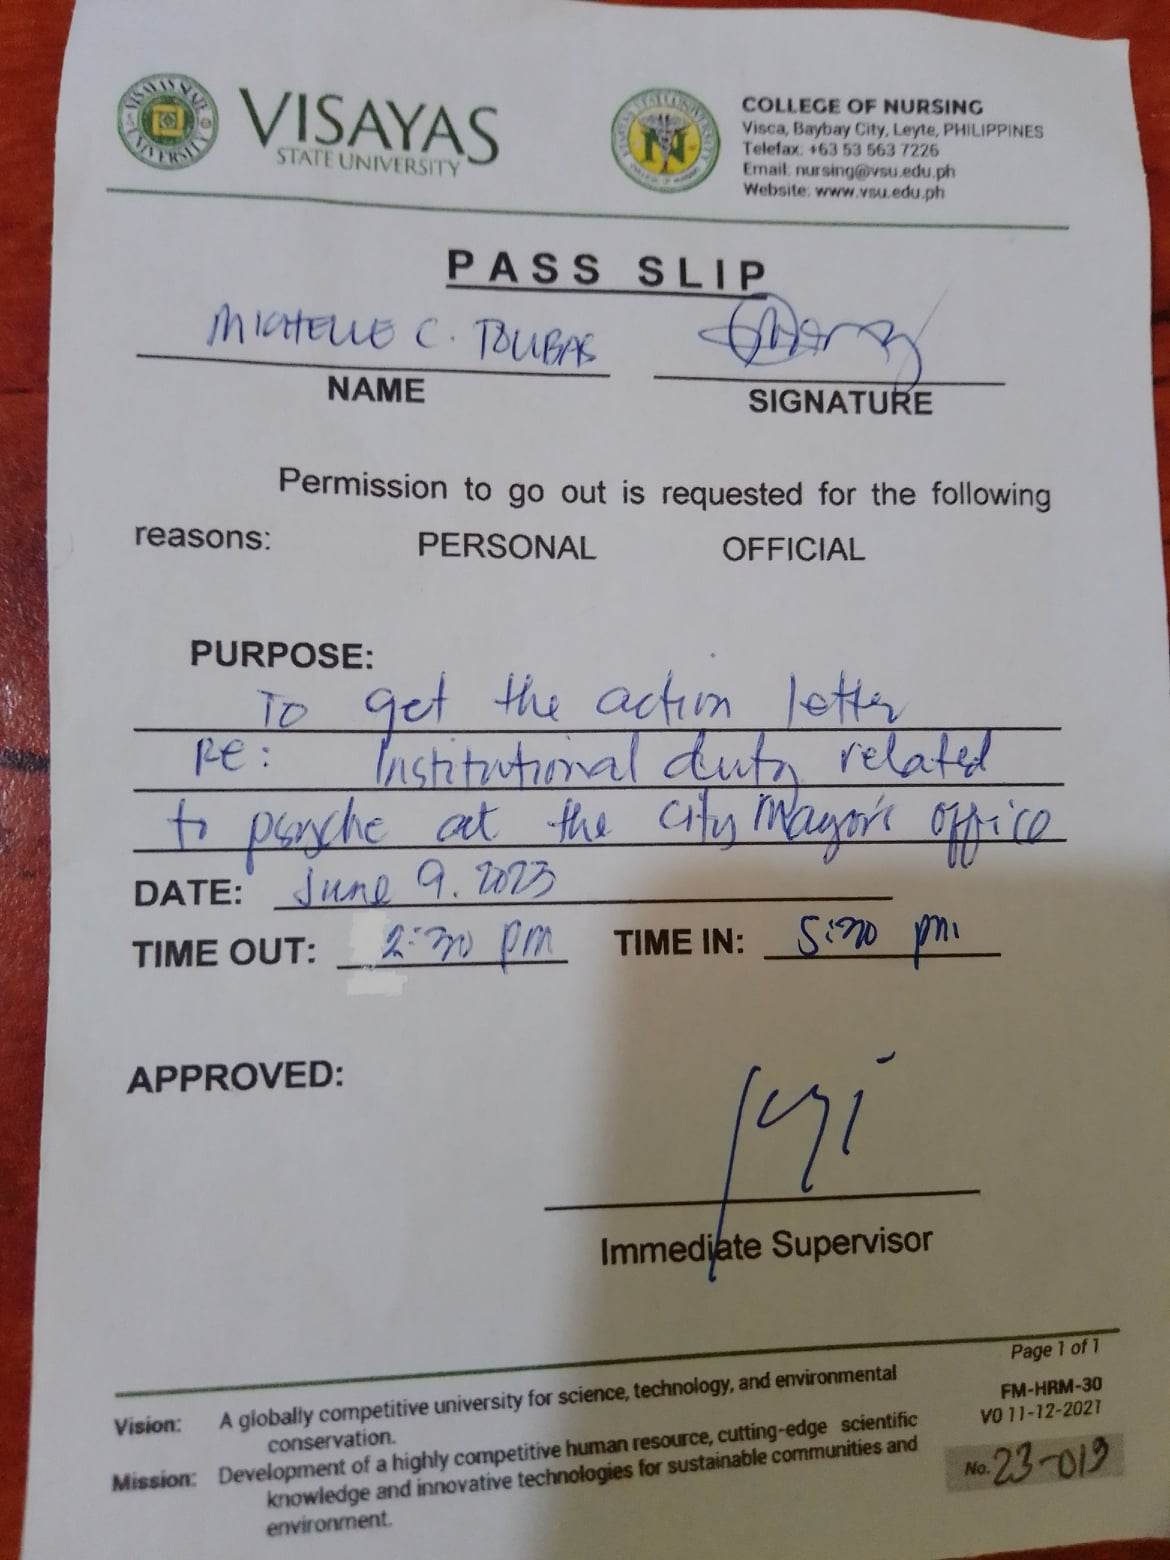 VISAYAS
STATE UNIVERSITY
COLLEGE OF NURSING
Visca, Baybay City, Leyte, PHILIPPINES
Telefax: +63 53 563 7226
Email: nursing@vsu.edu.ph
Website: www.vsu.edu.ph
PASS SLIP
MICHELLE C.
NAME
SIGNATURE
Permission to go out is requested for the following
reasons: PERSONAL OFFICIAL
PURPOSE:
To get the action letter
Re: Institutional duty related
to psyche at the City Mayor's office
DATE: June 9. 2023
TIME OUT: 2:30 pm TIME IN: 5:20 pm
APPROVED:
Immediate Supervisor
Page 1 of 1
Vision: A globally competitive university for science, technology, and environmental
conservation.
Mission: Development of a highly competitive human resource, cutting-edge scientific
knowledge and innovative technologies for sustainable communities and
environment.
FM-HRM-30
V0 11-12-2021
No. 23-019